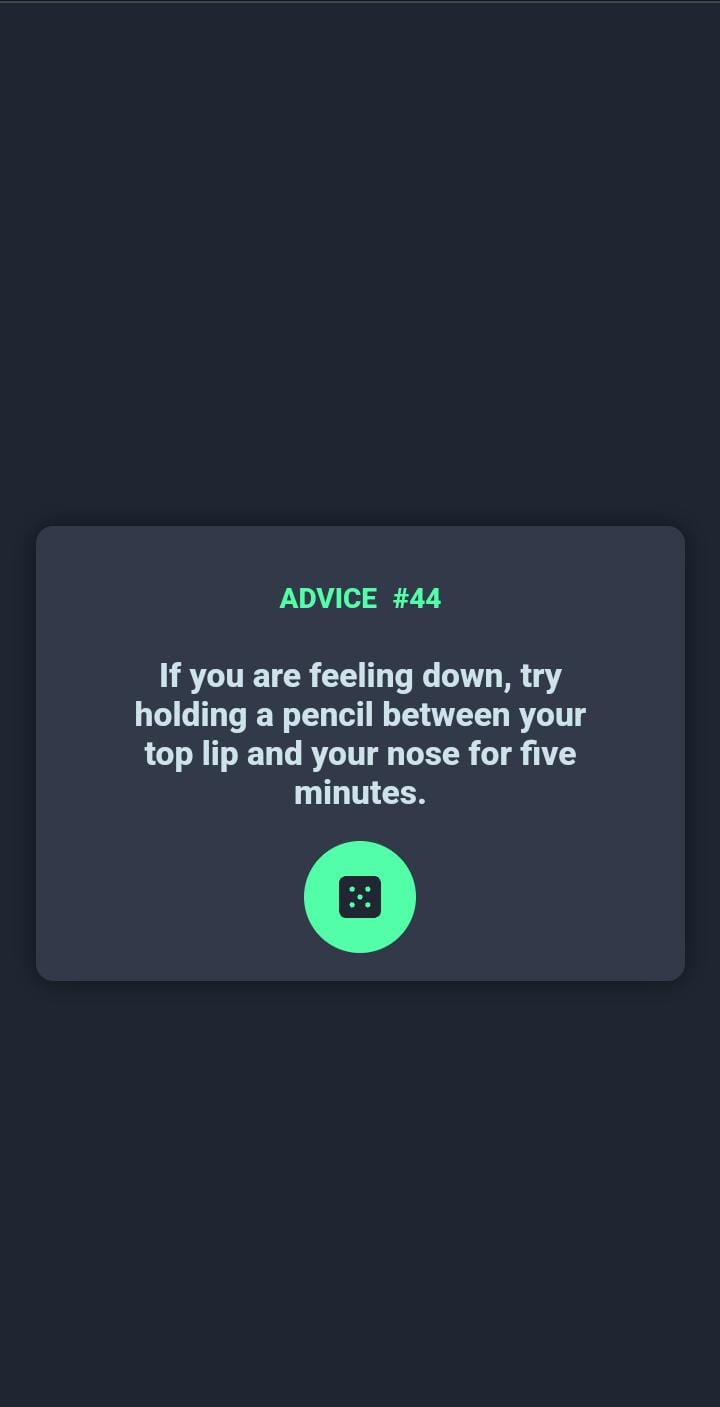 ADVICE #44
If you are feeling down, try
holding a pencil between your
top lip and your nose for five
minutes.